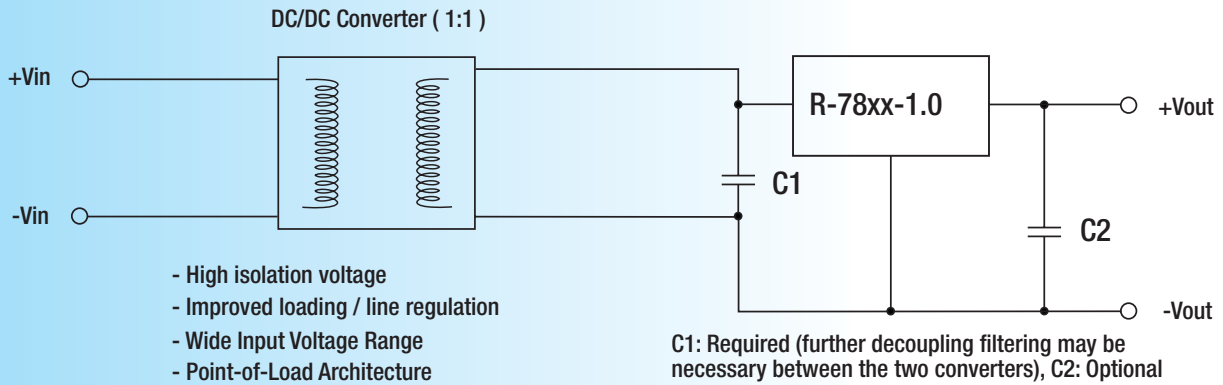 DC/DC Converter ( 1:1 )
+Vin
-Vin
R-78xx-1.0
+Vout
C1
C2
-Vout
- High isolation voltage
- Improved loading / line regulation
- Wide Input Voltage Range
- Point-of-Load Architecture
C1: Required (further decoupling filtering may be
necessary between the two converters), C2: Optional